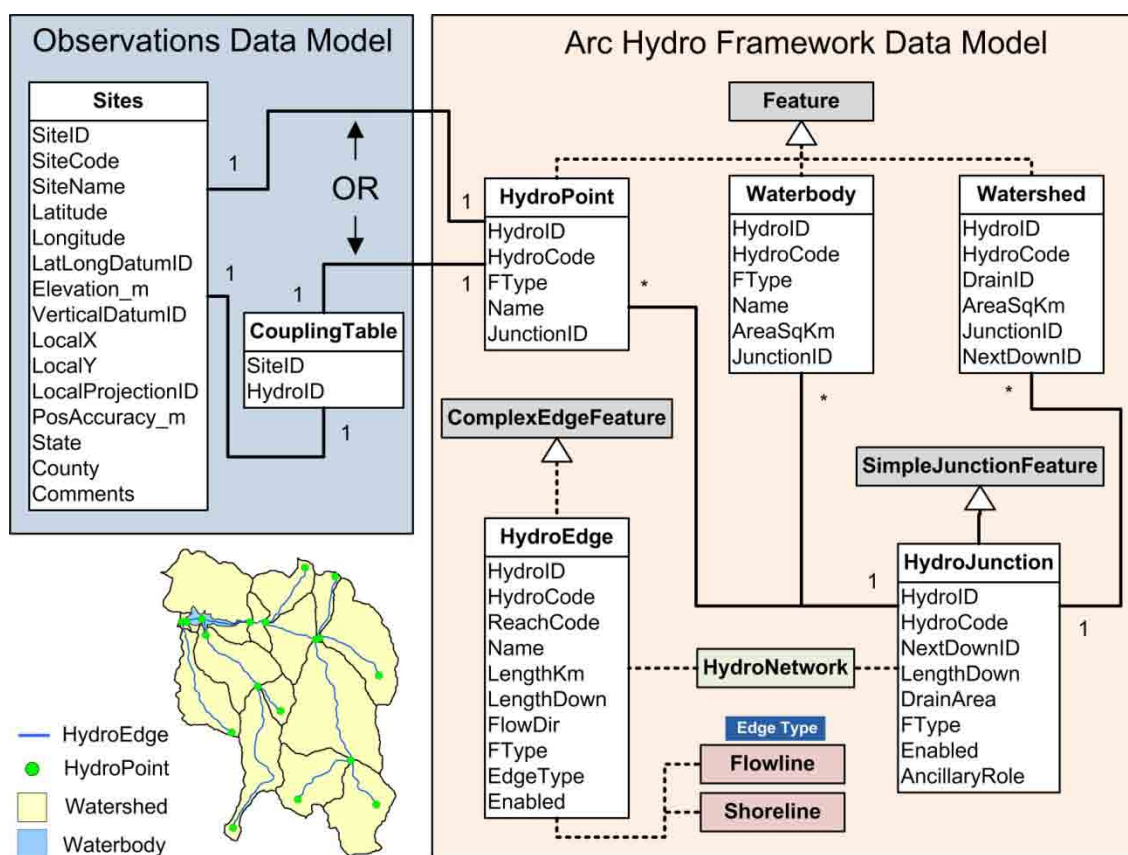 Observations Data Model
Sites
SiteID
SiteCode
SiteName
Latitude
Longitude
LatLongDatumID
Elevation_m
VerticalDatumID
LocalX
LocalY
LocalProjectionID
PosAccuracy_m
State
County
Comments
1
1
OR
1
CouplingTable
SiteID
HydroID
1
Arc Hydro Framework Data Model
Feature
1
1
HydroPoint
HydroID
HydroCode
FType
Name
JunctionID
*
Waterbody
HydroID
HydroCode
FType
Name
AreaSqKm
JunctionID
*
Watershed
HydroID
HydroCode
DrainID
AreaSqKm
JunctionID
NextDownID
*
ComplexEdgeFeature
SimpleJunctionFeature
HydroEdge
HydroID
HydroCode
ReachCode
Name
LengthKm
LengthDown
FlowDir
FType
EdgeType
Enabled
1
HydroJunction
HydroID
HydroCode
NextDownID
LengthDown
DrainArea
FType
Enabled
AncillaryRole
1
HydroNetwork
Edge Type
Flowline
Shoreline
HydroEdge
HydroPoint
Watershed
Waterbody